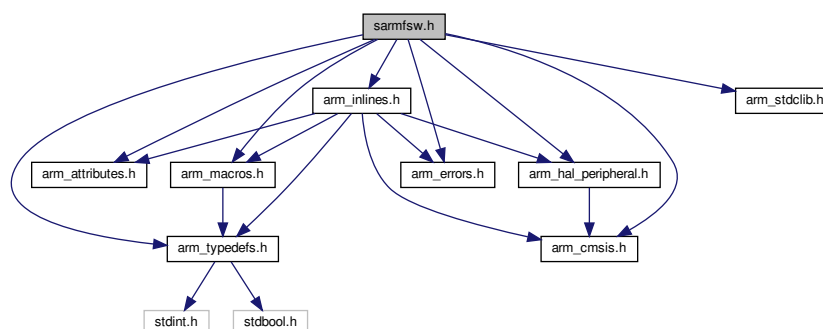 sarmfsw.h
arm_inlines.h
arm_stdclib.h
arm_attributes.h
arm_macros.h
arm_errors.h
arm_hal_peripheral.h
arm_typedefs.h
arm_cmsis.h
stdint.h
stdbool.h